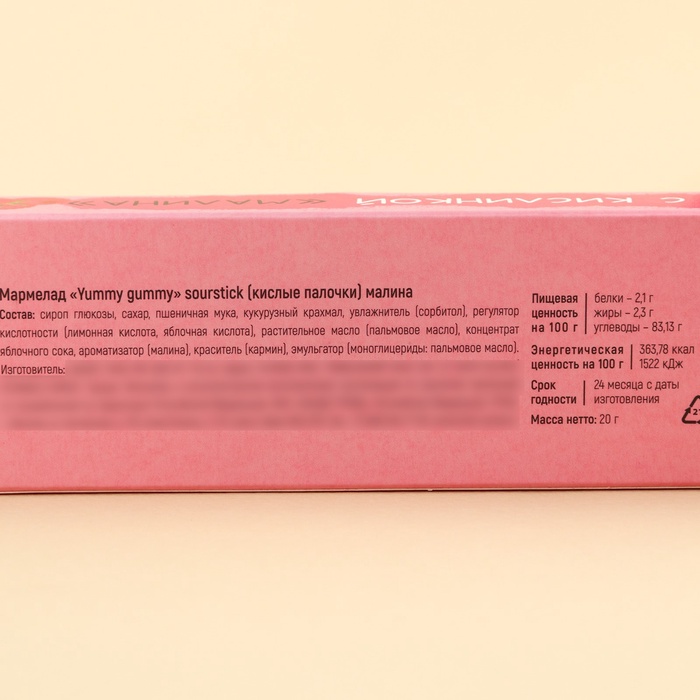 С КИСЛИНКОЙ «МАЛИНА»
Мармелад «Yummy gummy» sourstick (кислые палочки) малина
Состав: сироп глюкозы, сахар, пшеничная мука, кукурузный крахмал, увлажнитель (сорбитол), регулятор
кислотности (лимонная кислота, яблочная кислота), растительное масло (пальмовое масло), концентрат
яблочного сока, ароматизатор (малина), краситель (кармин), эмульгатор (моноглицериды: пальмовое масло).
Изготовитель:
Пищевая ценность на 100 г
белки – 2,1 г
жиры – 2,3 г
углеводы – 83,13 г
Энергетическая ценность на 100 г
363,78 ккал
1522 кДж
Срок годности
24 месяца с даты
изготовления
Масса нетто: 20 г